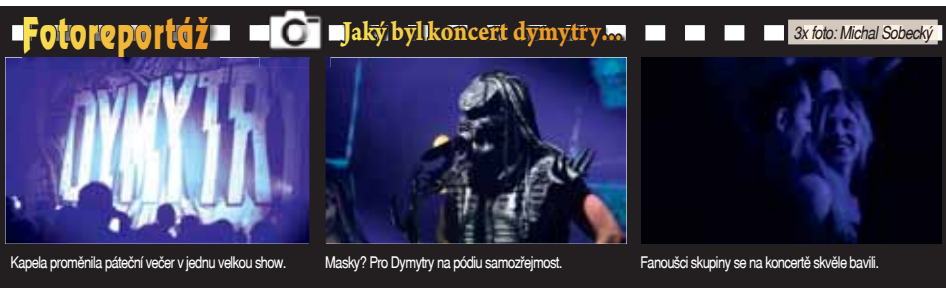 Fotoreportáž
Jaký byl koncert dymytry...
3x foto: Michal Sobecký
DYMYTR
Kapela proměnila páteční večer v jednu velkou show.
Masky? Pro Dymytry na pódiu samozřejmost.
Fanoušci skupiny se na koncertě skvěle bavili.